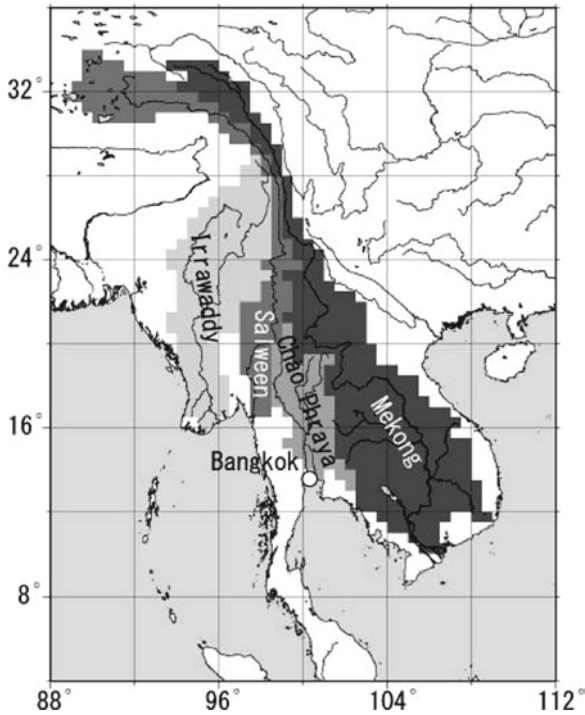 32°
24°
16°
8°
Irrawaddy
Salween
Chao Phraya
Mekong
Bangkok
88°
96°
104°
112°